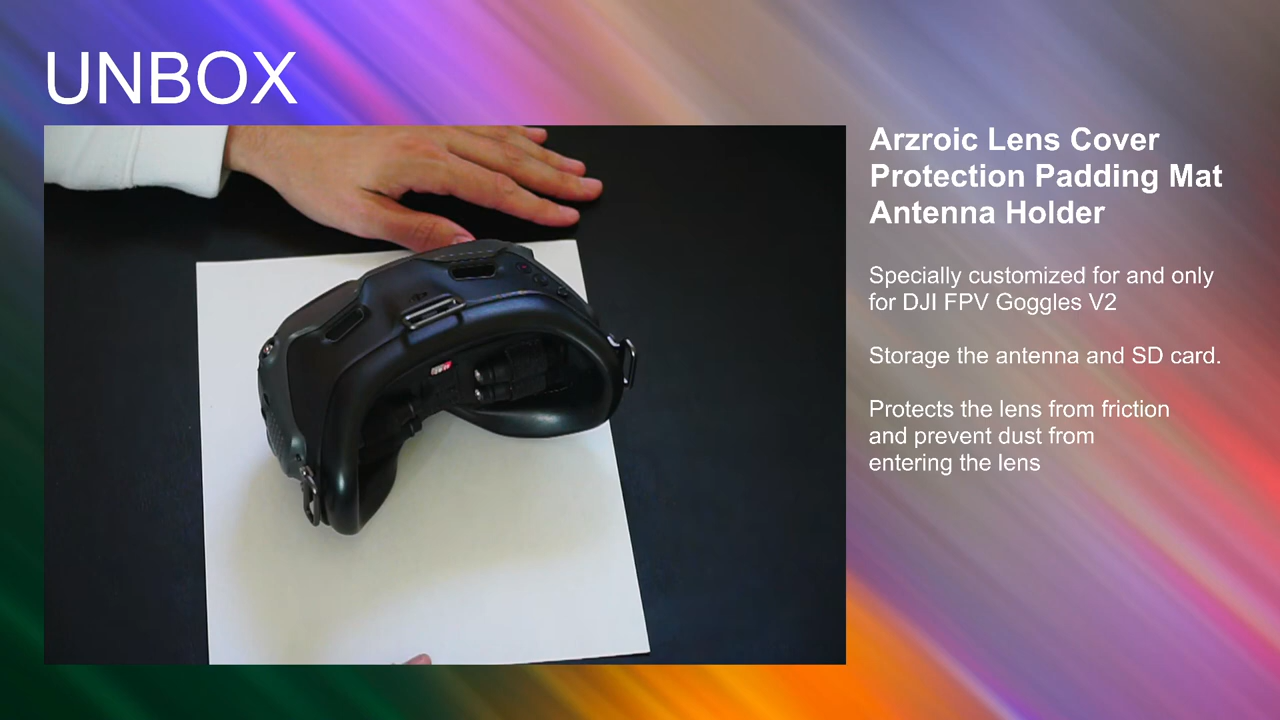 UNBOX
Arzroic Lens Cover
Protection Padding Mat
Antenna Holder
Specially customized for and only
for DJI FPV Goggles V2
Storage the antenna and SD card.
Protects the lens from friction
and prevent dust from
entering the lens